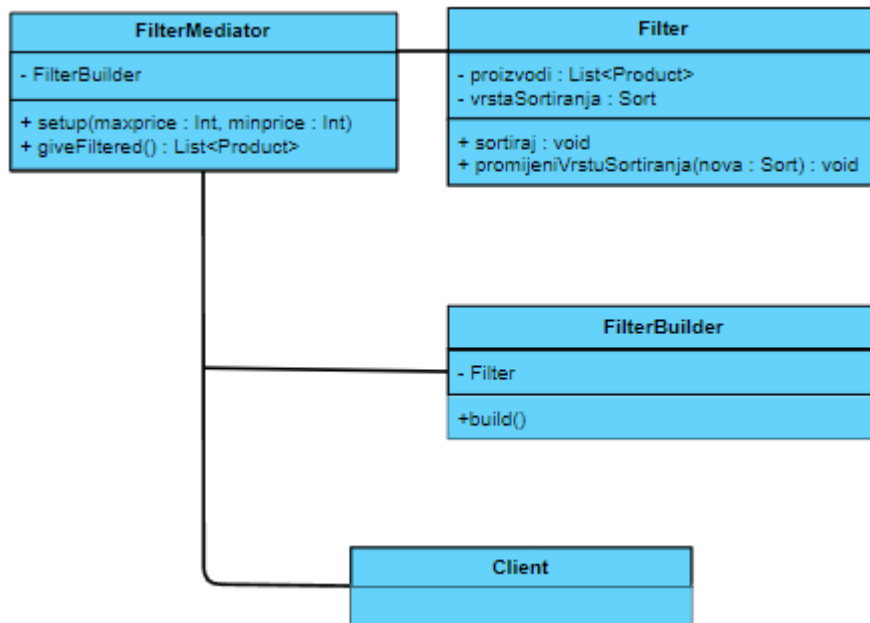 FilterMediator
- FilterBuilder
+ setup(maxprice : Int, minprice : Int)
+ giveFiltered() : List<Product>
Filter
- proizvodi : List<Product>
- vrstaSortiranja : Sort
+ sortiraj : void
+ promijeniVrstuSortiranja(nova : Sort) : void
FilterBuilder
- Filter
+build()
Client